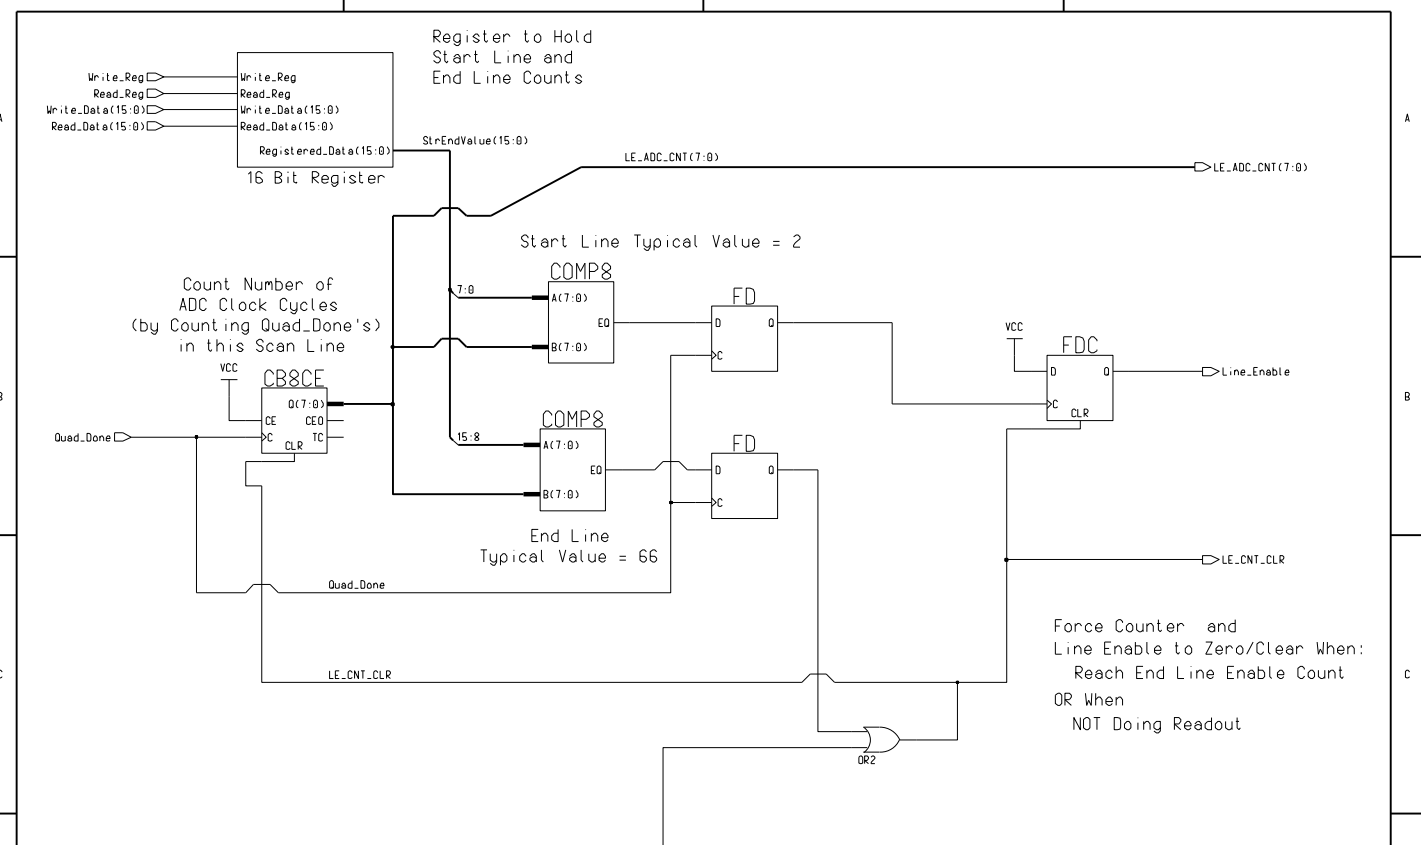 Register to Hold
Start Line and
End Line Counts
Write_Reg
Read_Reg
Write_Data(15:0)
Read_Data(15:0)
Write_Reg
Read_Reg
Write_Data(15:0)
Read_Data(15:0)
Registered_Data(15:0)
16 Bit Register
StrEndValue(15:0)
LE_ADC_CNT(7:0)
LE_ADC_CNT(7:0)
A
A
Start Line Typical Value = 2
Count Number of
ADC Clock Cycles
(by Counting Quad_Done's)
in this Scan Line
VCC
CB8CE
Q(7:0)
CE
CEO
C
TC
CLR
Quad_Done
7:0
COMP8
A(7:0)
EQ
B(7:0)
FD
D
Q
C
VCC
FDC
D
Q
C
CLR
Line_Enable
B
B
15:8
COMP8
A(7:0)
EQ
B(7:0)
FD
D
Q
C
End Line
Typical Value = 66
Quad_Done
LE_CNT_CLR
LE_CNT_CLR
Force Counter and
Line Enable to Zero/Clear When:
Reach End Line Enable Count
OR When
NOT Doing Readout
C
C
OR2